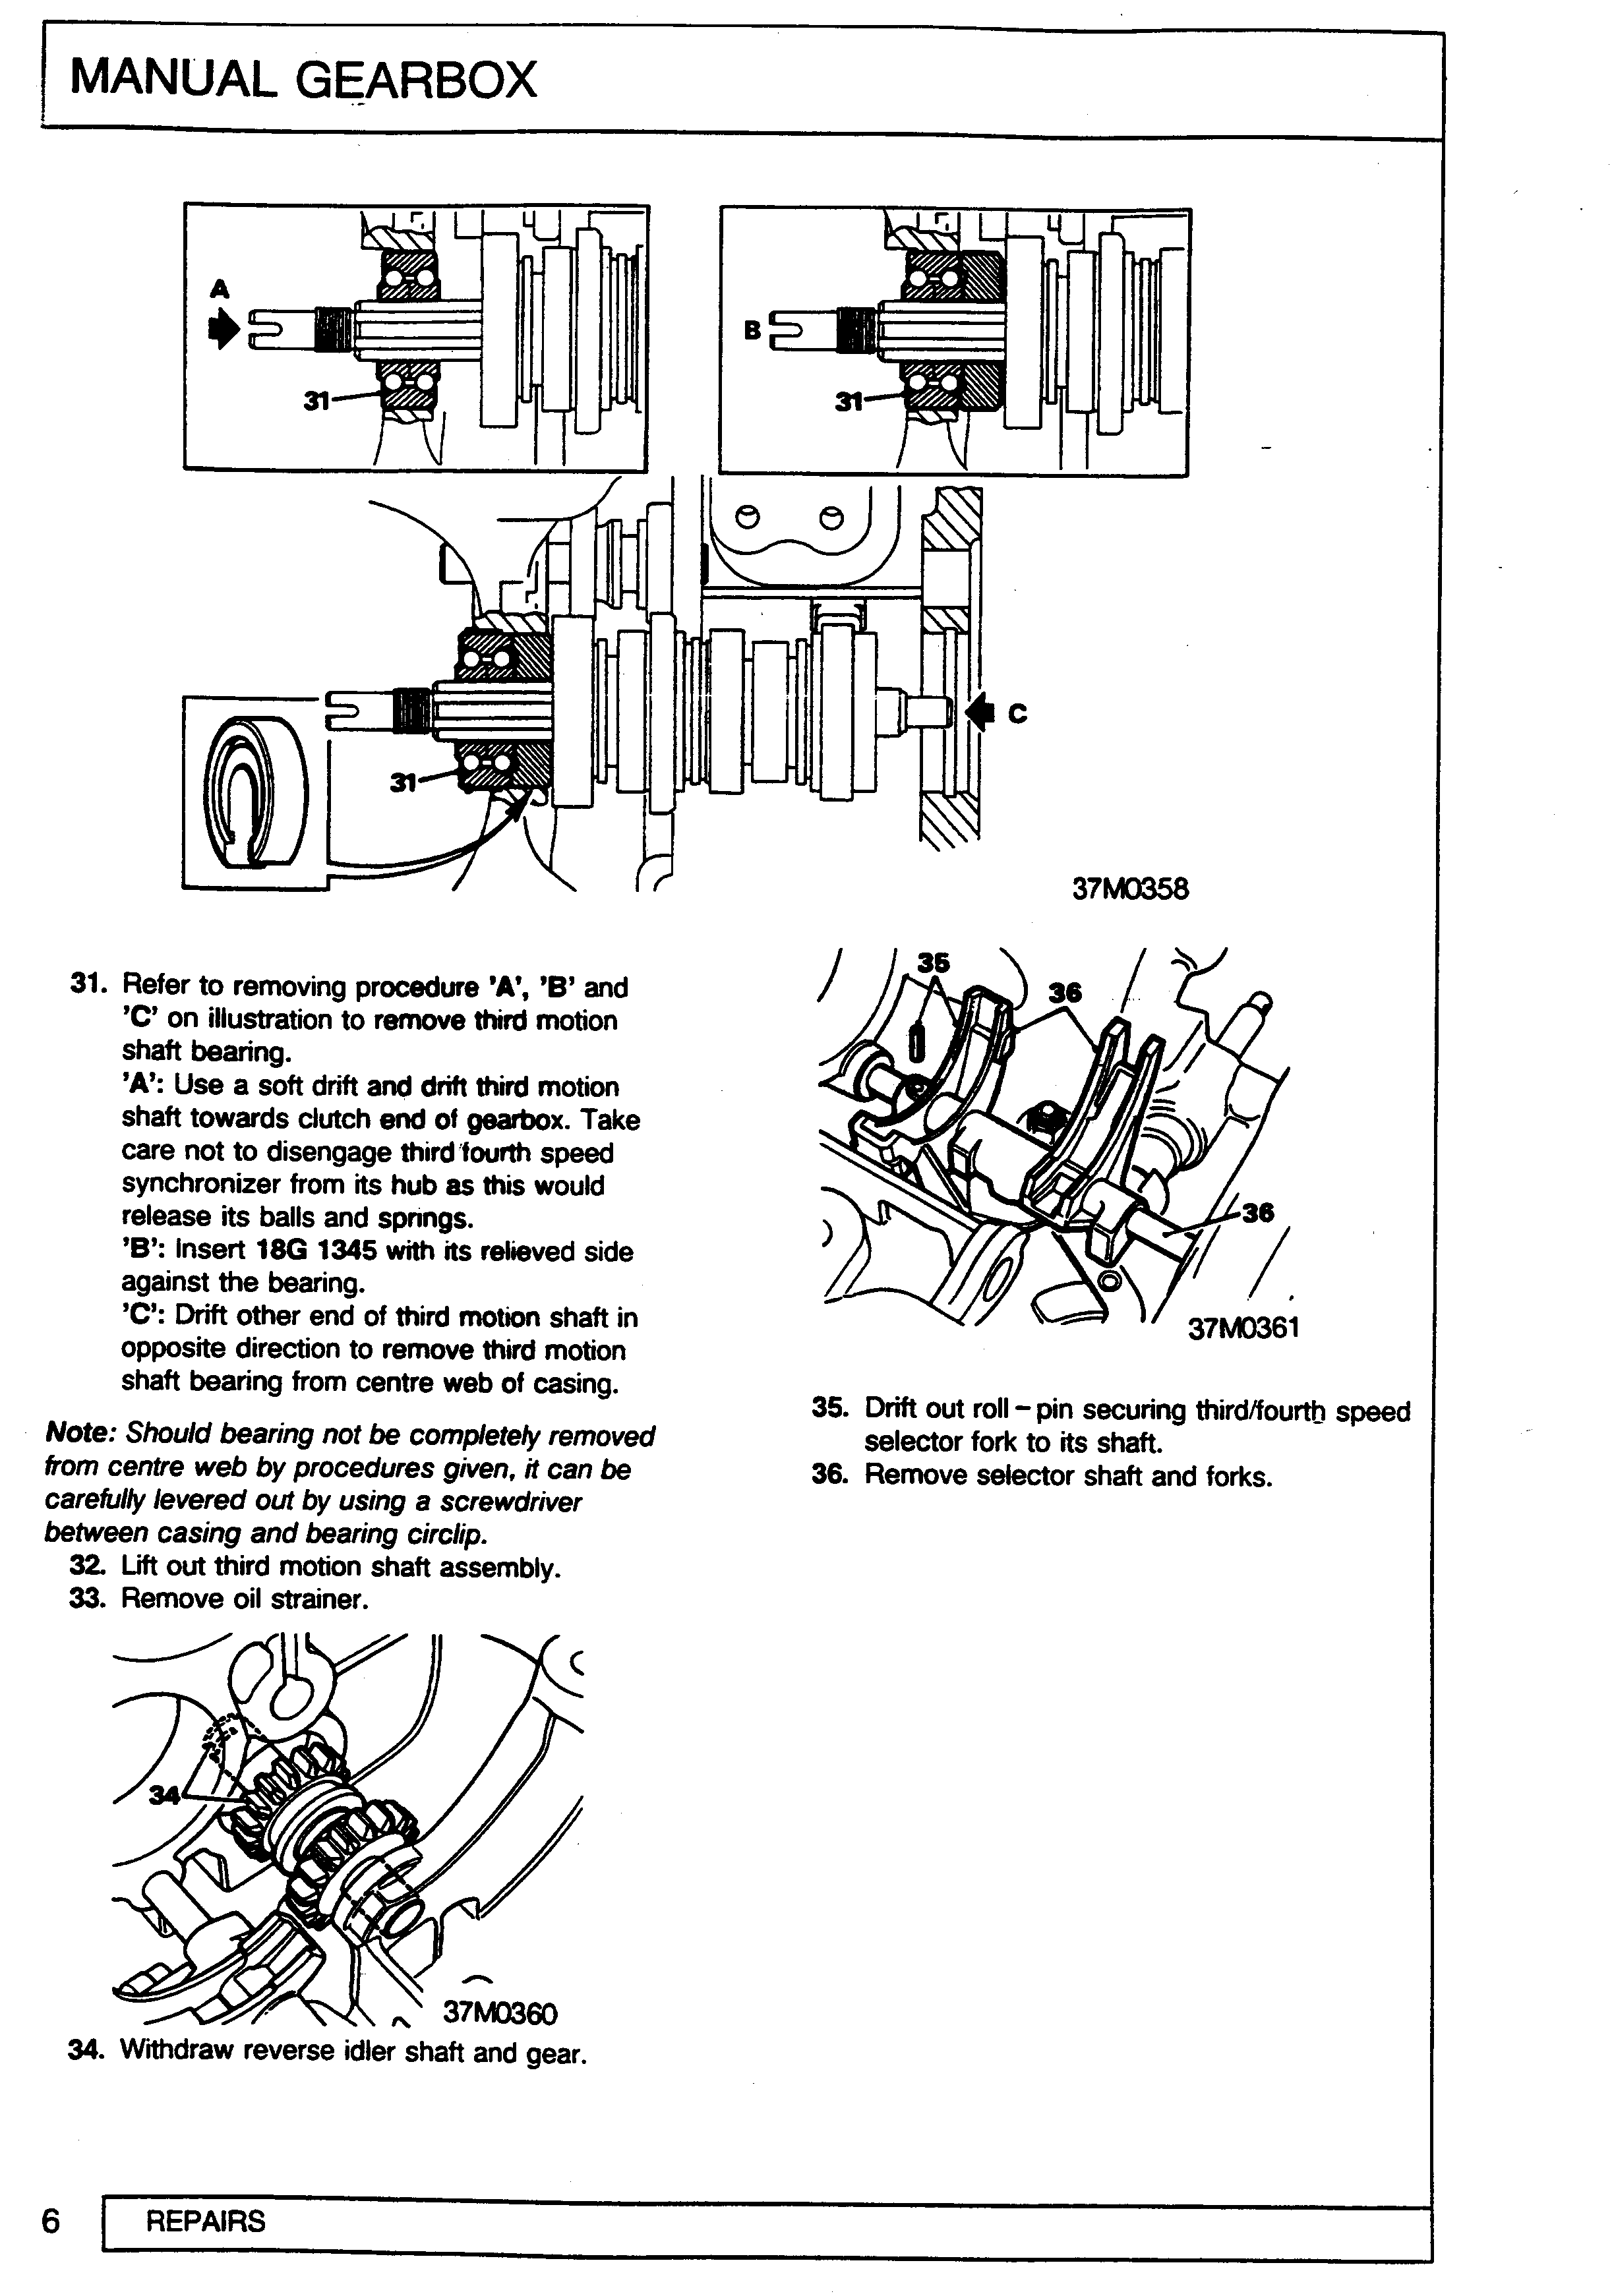 MANUAL GEARBOX
A
31
B
31
31
C
37M0358
31. Refer to removing procedure 'A', 'B' and
'C' on illustration to remove third motion
shaft bearing.
'A': Use a soft drift and drift third motion
shaft towards clutch end of gearbox. Take
care not to disengage third fourth speed
synchronizer from its hub as this would
release its balls and springs.
'B': Insert 18G 1345 with its relieved side
against the bearing.
'C': Drift other end of third motion shaft in
opposite direction to remove third motion
shaft bearing from centre web of casing.
Note: Should bearing not be completely removed
from centre web by procedures given, it can be
carefully levered out by using a screwdriver
between casing and bearing circlip.
32. Lift out third motion shaft assembly.
33. Remove oil strainer.
34
37M0360
34. Withdraw reverse idler shaft and gear.
35
36
36
37M0361
35. Drift out roll – pin securing third/fourth speed
selector fork to its shaft.
36. Remove selector shaft and forks.
6
REPAIRS